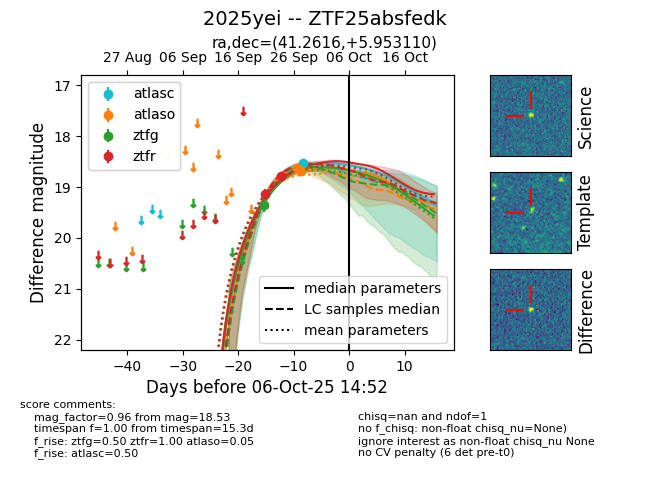 2025yei -- ZTF25absfedk
ra,dec=(41.2616,+5.953110)
27 Aug 06 Sep 16 Sep 26 Sep 06 Oct 16 Oct
17
18
19
20
21
22
Difference magnitude
atlasc
atlaso
ztfg
ztfr
median parameters
LC samples median
mean parameters
−40 −30 −20 −10 0 10
Days before 06-Oct-25 14:52
Science
Template
Difference
score comments:
mag_factor=0.96 from mag=18.53
timespan f=1.00 from timespan=15.3d
f_rise: ztfg=0.50 ztfr=1.00 atlaso=0.05
f_rise: atlasc=0.50
chisq=nan and ndof=1
no f_chisq: non-float chisq_nu=None)
ignore interest as non-float chisq_nu None
no CV penalty (6 det pre-t0)